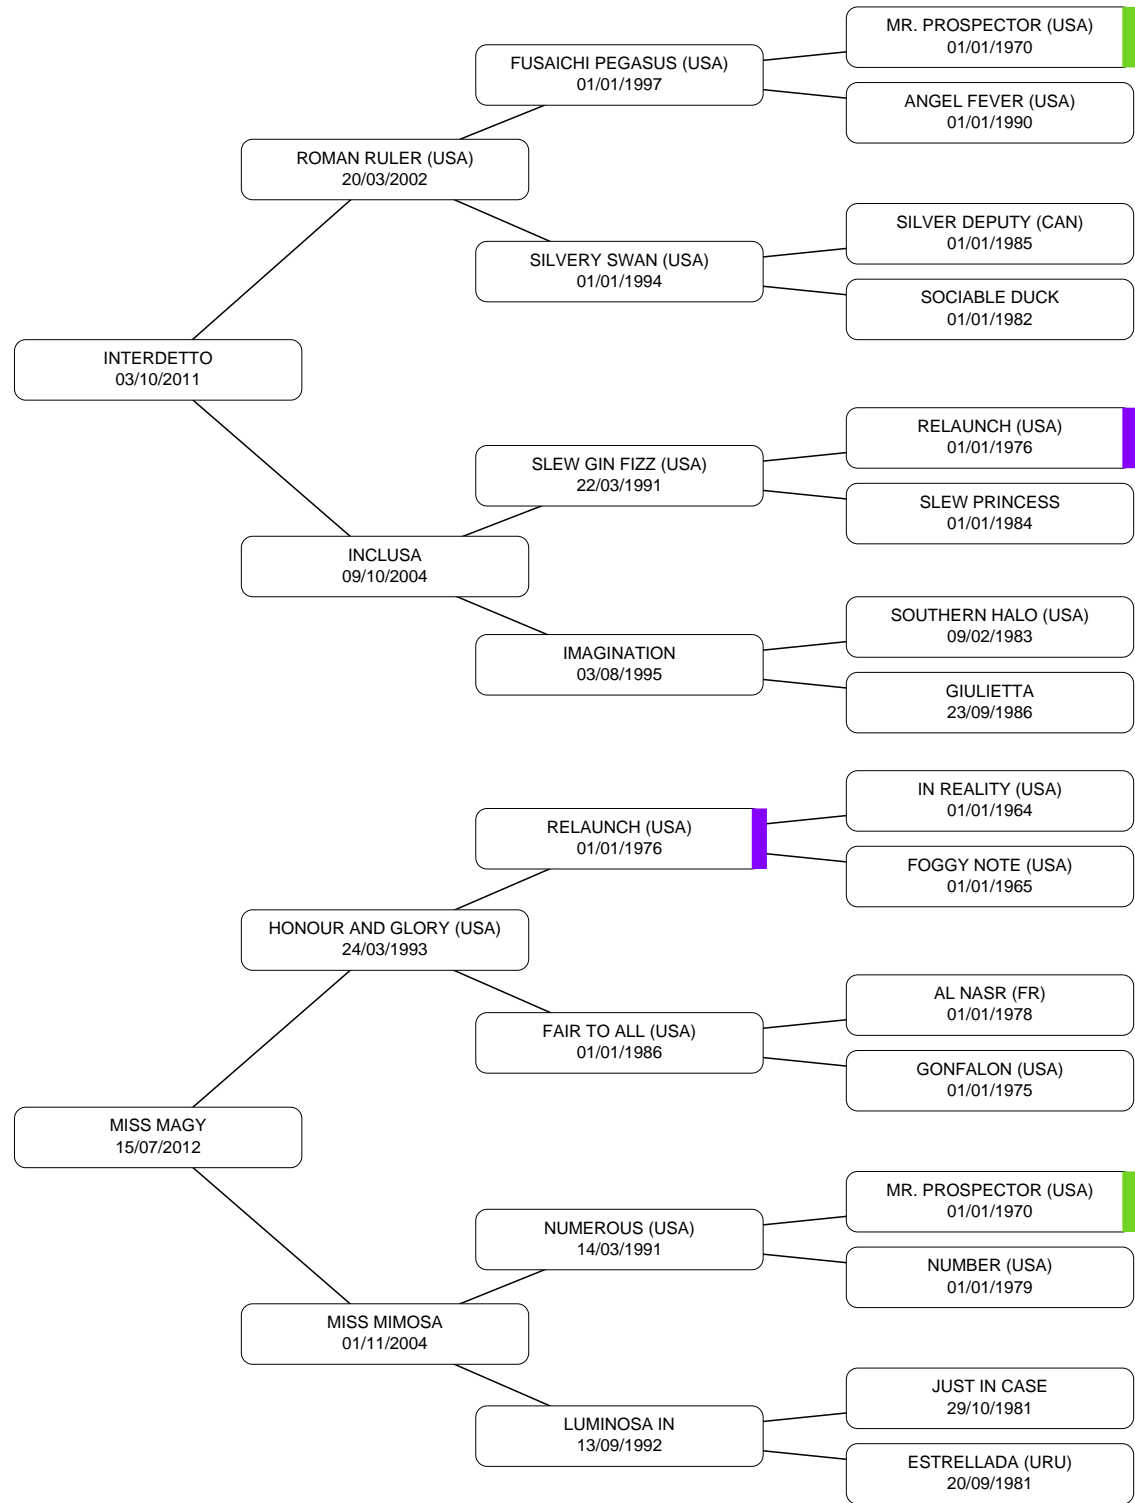 MR. PROSPECTOR (USA)
01/01/1970
FUSAICHI PEGASUS (USA)
01/01/1997
ANGEL FEVER (USA)
01/01/1990
ROMAN RULER (USA)
20/03/2002
SILVER DEPUTY (CAN)
01/01/1985
SILVERY SWAN (USA)
01/01/1994
SOCIABLE DUCK
01/01/1982
INTERDETTO
03/10/2011
RELAUNCH (USA)
01/01/1976
SLEW GIN FIZZ (USA)
22/03/1991
SLEW PRINCESS
01/01/1984
INCLUSA
09/10/2004
SOUTHERN HALO (USA)
09/02/1983
IMAGINATION
03/08/1995
GIULIETTA
23/09/1986
IN REALITY (USA)
01/01/1964
RELAUNCH (USA)
01/01/1976
FOGGY NOTE (USA)
01/01/1965
HONOUR AND GLORY (USA)
24/03/1993
AL NASR (FR)
01/01/1978
FAIR TO ALL (USA)
01/01/1986
GONFALON (USA)
01/01/1975
MISS MAGY
15/07/2012
MR. PROSPECTOR (USA)
01/01/1970
NUMEROUS (USA)
14/03/1991
NUMBER (USA)
01/01/1979
MISS MIMOSA
01/11/2004
JUST IN CASE
29/10/1981
LUMINOSA IN
13/09/1992
ESTRELLADA (URU)
20/09/1981